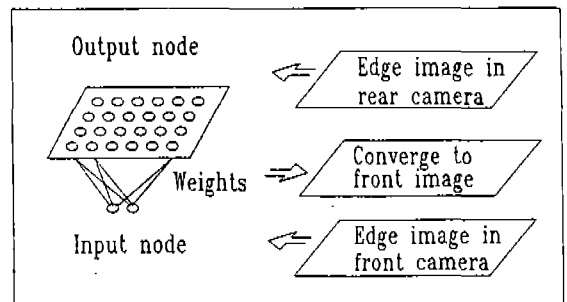 Output node
Edge image in
rear camera
Weights
Converge to
front image
Input node
Edge image in
front camera